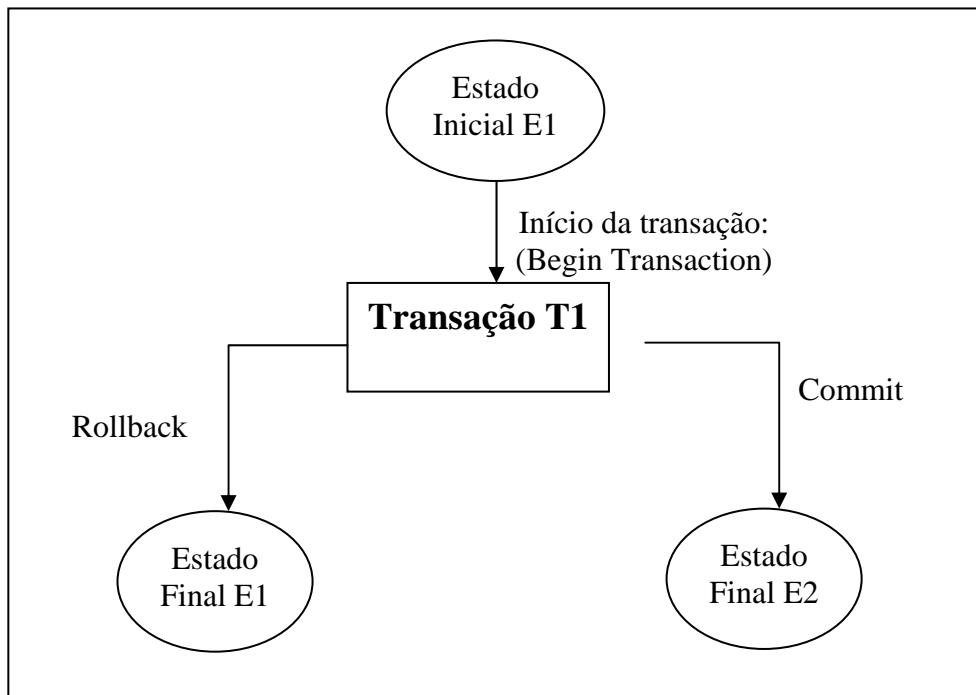 Estado
Inicial E1
Início da transação:
(Begin Transaction)
Transação T1
Rollback
Commit
Estado
Final E1
Estado
Final E2